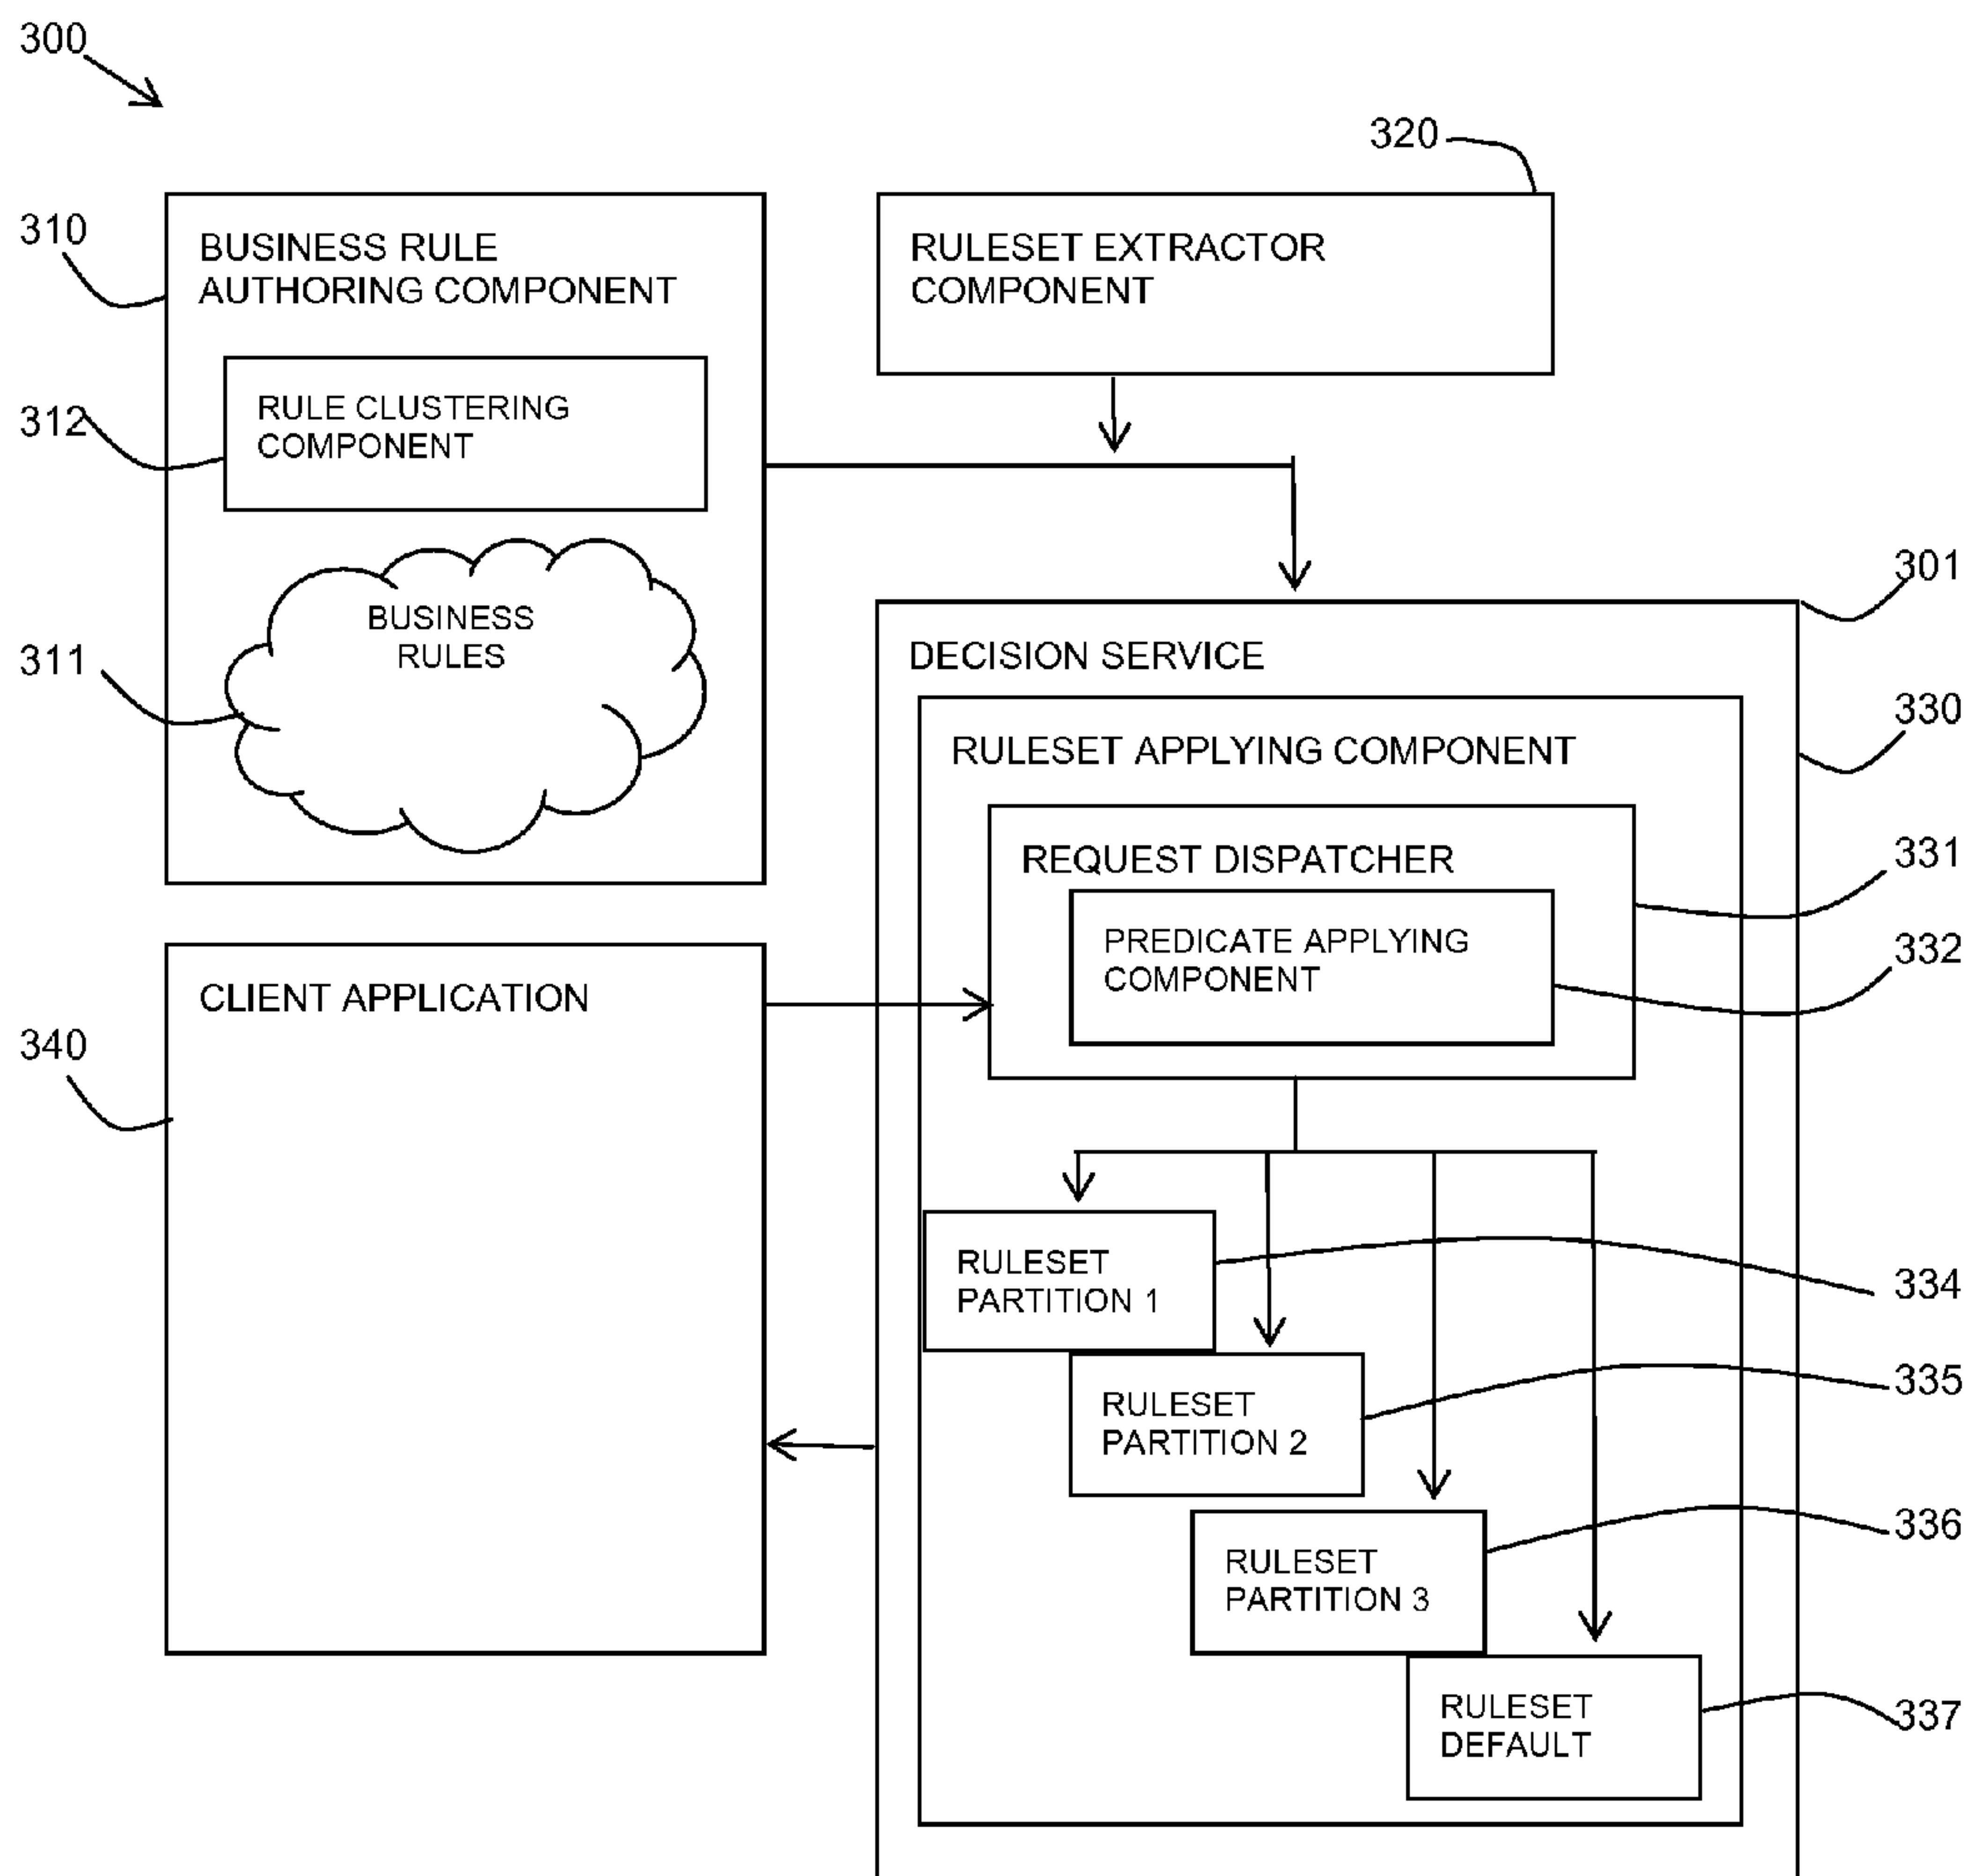 300
320
310
BUSINESS RULE
AUTHORING COMPONENT
RULESET EXTRACTOR
COMPONENT
312
RULE CLUSTERING
COMPONENT
311
BUSINESS
RULES
301
DECISION SERVICE
330
RULESET APPLYING COMPONENT
331
REQUEST DISPATCHER
332
PREDICATE APPLYING
COMPONENT
CLIENT APPLICATION
340
334
RULESET
PARTITION 1
335
RULESET
PARTITION 2
336
RULESET
PARTITION 3
337
RULESET
DEFAULT